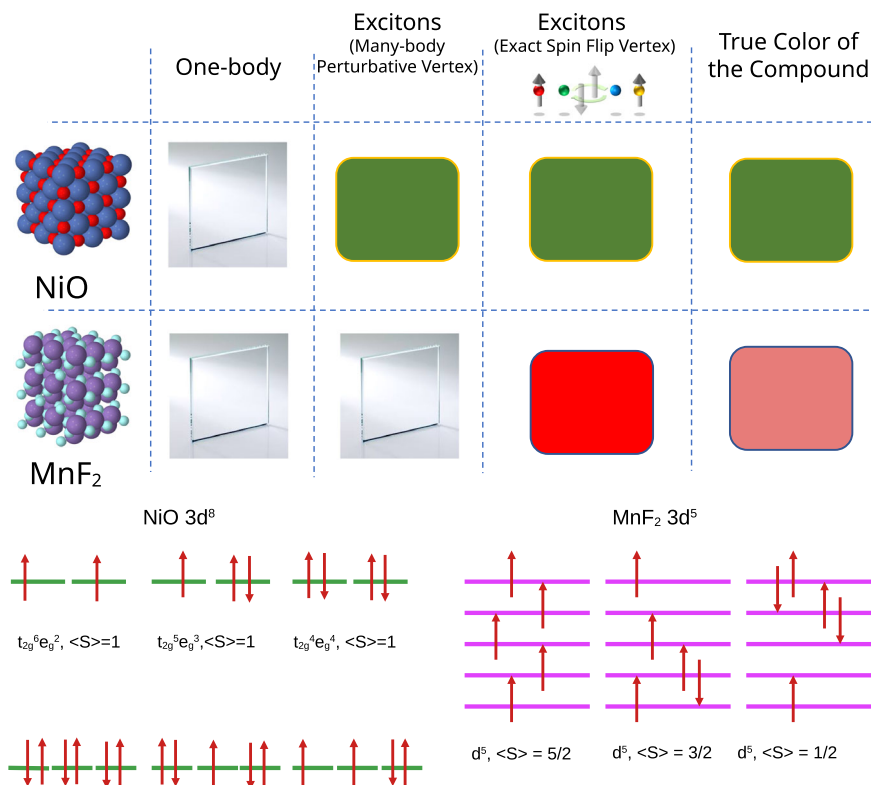 One-body
Excitons
(Many-body
Perturbative Vertex)
Excitons
(Exact Spin Flip Vertex)
True Color of
the Compound
NiO
MnF₂
NiO 3d⁸
MnF₂ 3d⁵
t₂g⁶eg², <S>=1
t₂g⁵eg³,<S>=1
t₂g⁴eg⁴, <S>=1
d⁵, <S> = 5/2
d⁵, <S> = 3/2
d⁵, <S> = 1/2